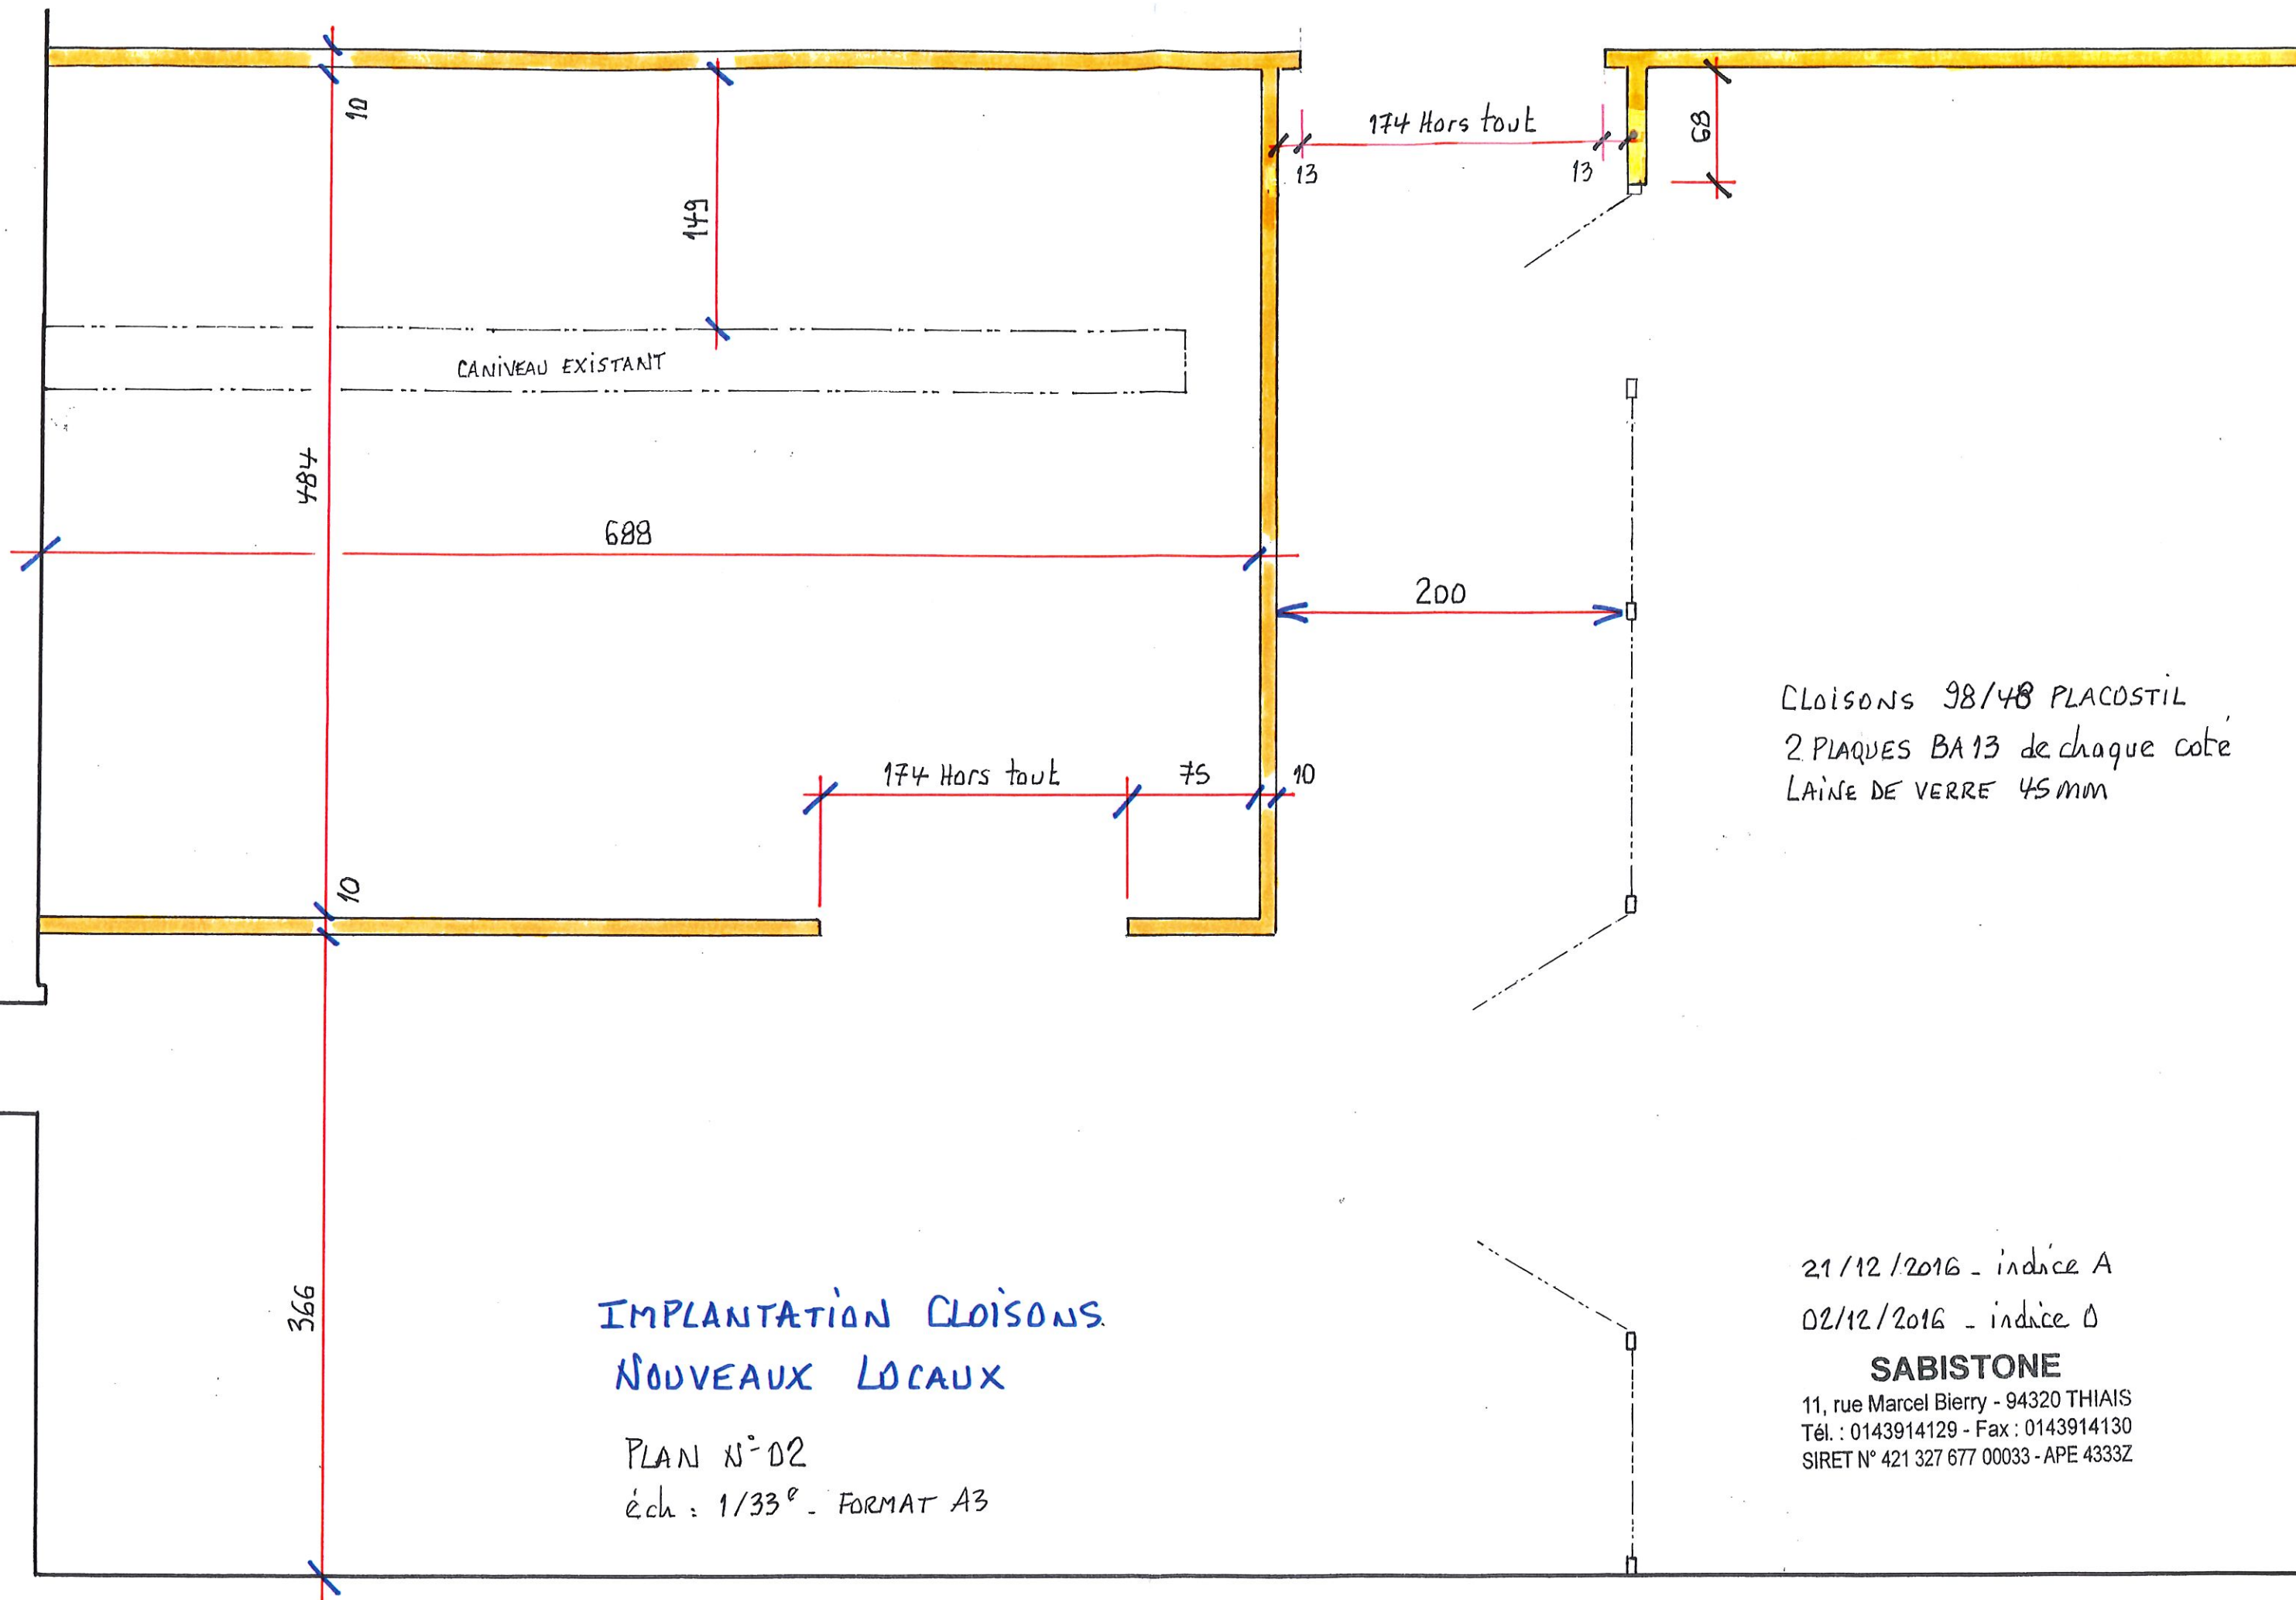 10
149
174 Hors tout
13
13
68
CANIVEAU EXISTANT
484
688
200
174 Hors tout
75
10
10
CLOISONS 98/48 PLACOSTIL
2 PLAQUES BA13 de chaque coté
LAINE DE VERRE 45mm
366
IMPLANTATION CLOISONS.
NOUVEAUX LOCAUX
PLAN N° 02
éch : 1/33e - FORMAT A3
21/12/2016 - indice A
02/12/2016 - indice 0
SABISTONE
11, rue Marcel Bierry - 94320 THIAIS
Tél. : 0143914129 - Fax : 0143914130
SIRET N° 421 327 677 00033 - APE 4333Z